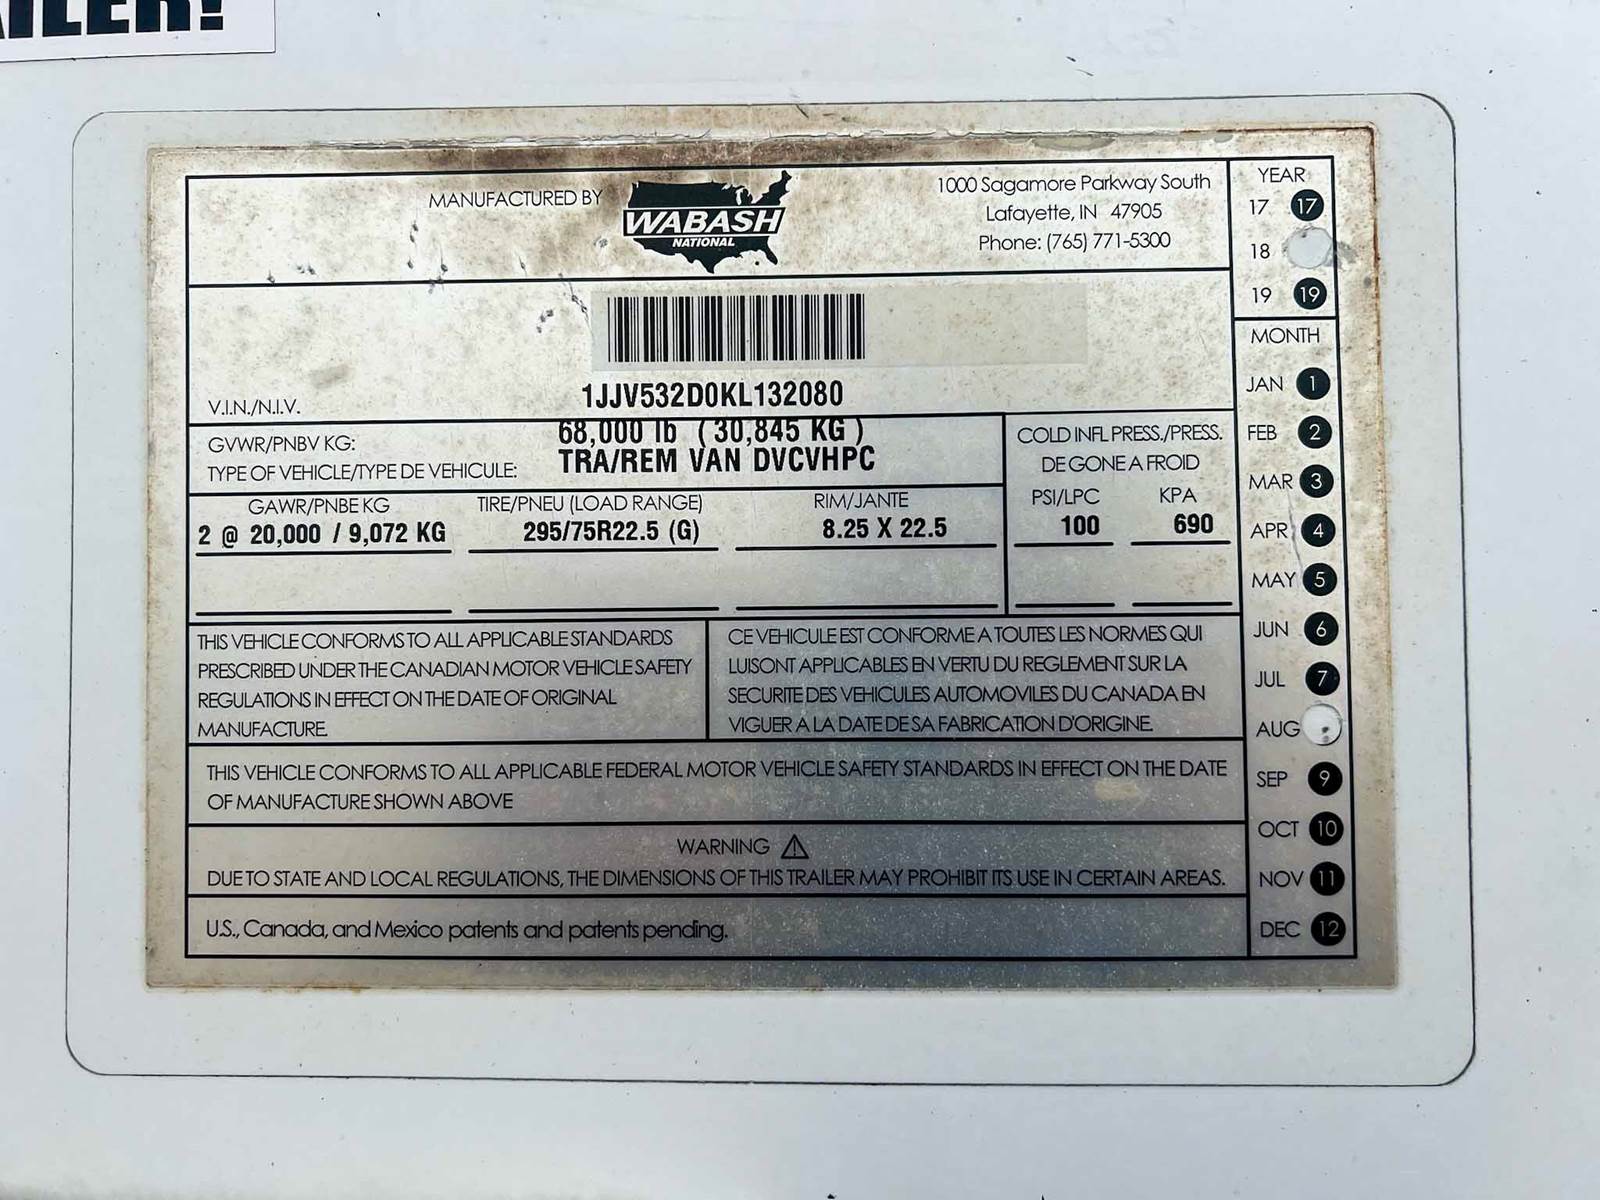 AILER!
MANUFACTURED BY
WABASH
NATIONAL
1000 Sagamore Parkway South
Lafayette, IN 47905
Phone: (765) 771-5300
V.I.N./N.I.V.
1JJV532D0KL132080
GVWR/PNBV KG:
68,000 lb ( 30,845 KG )
TYPE OF VEHICLE/TYPE DE VEHICULE:
TRA/REM VAN DVCVHPC
COLD INFL PRESS./PRESS.
DE GONE A FROID
GAWR/PNBE KG TIRE/PNEU (LOAD RANGE) RIM/JANTE PSI/LPC KPA
2 @ 20,000 / 9,072 KG 295/75R22.5 (G) 8.25 X 22.5 100 690
THIS VEHICLE CONFORMS TO ALL APPLICABLE STANDARDS
PRESCRIBED UNDER THE CANADIAN MOTOR VEHICLE SAFETY
REGULATIONS IN EFFECT ON THE DATE OF ORIGINAL
MANUFACTURE.
CE VEHICULE EST CONFORME A TOUTES LES NORMES QUI
LUI SONT APPLICABLES EN VERTU DU REGLEMENT SUR LA
SECURITE DES VEHICULES AUTOMOVILES DU CANADA EN
VIGUER A LA DATE DE SA FABRICATION D'ORIGINE.
THIS VEHICLE CONFORMS TO ALL APPLICABLE FEDERAL MOTOR VEHICLE SAFETY STANDARDS IN EFFECT ON THE DATE
OF MANUFACTURE SHOWN ABOVE
WARNING
DUE TO STATE AND LOCAL REGULATIONS, THE DIMENSIONS OF THIS TRAILER MAY PROHIBIT ITS USE IN CERTAIN AREAS.
U.S., Canada, and Mexico patents and patents pending.
YEAR
17 17
18
19 19
MONTH
JAN 1
FEB 2
MAR 3
APR 4
MAY 5
JUN 6
JUL 7
AUG
SEP 9
OCT 10
NOV 11
DEC 12